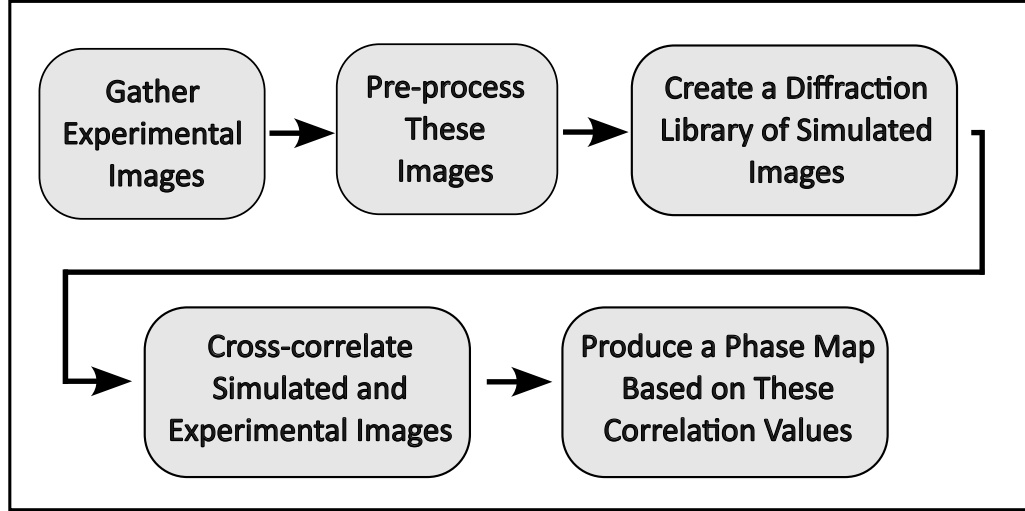 Gather
Experimental
Images
Pre-process
These
Images
Create a Diffraction
Library of Simulated
Images
Cross-correlate
Simulated and
Experimental Images
Produce a Phase Map
Based on These
Correlation Values